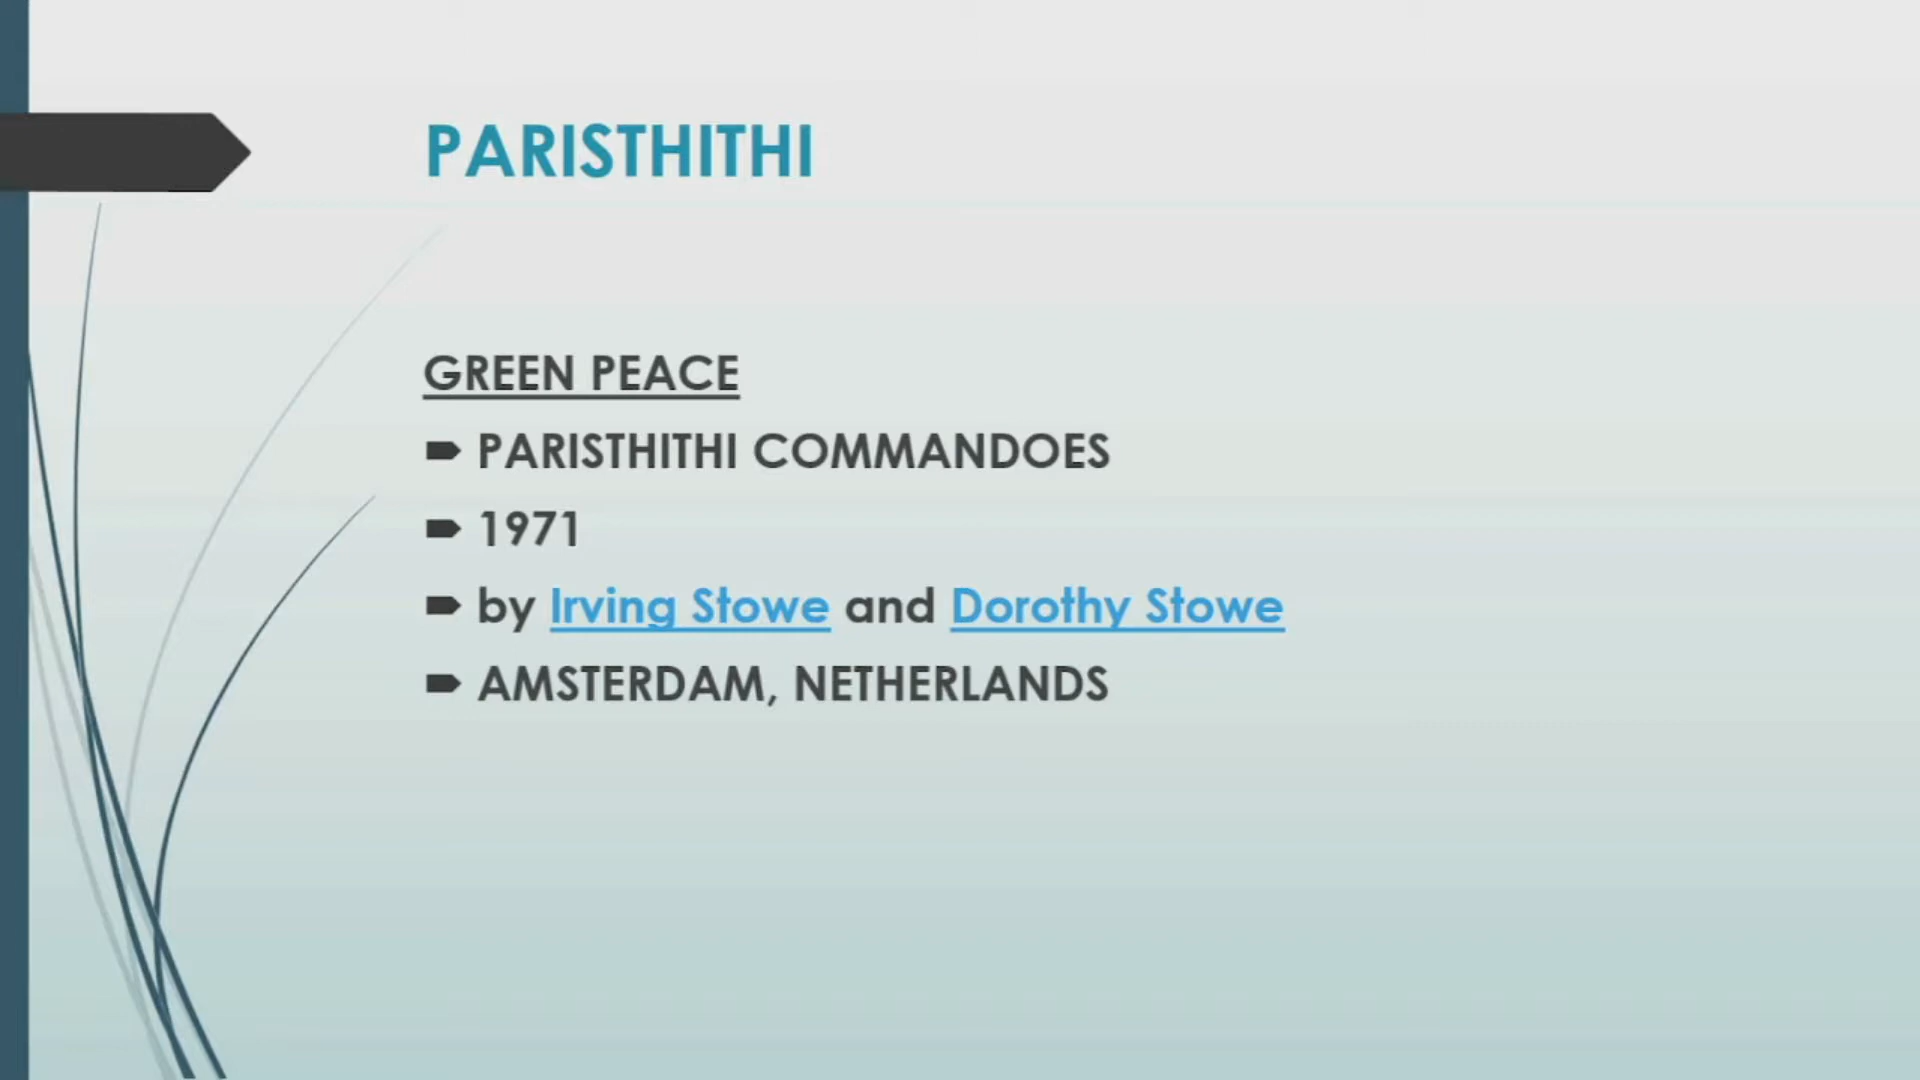 PARISTHITHI
GREEN PEACE
PARISTHITHI COMMANDOES
1971
by Irving Stowe and Dorothy Stowe
AMSTERDAM, NETHERLANDS